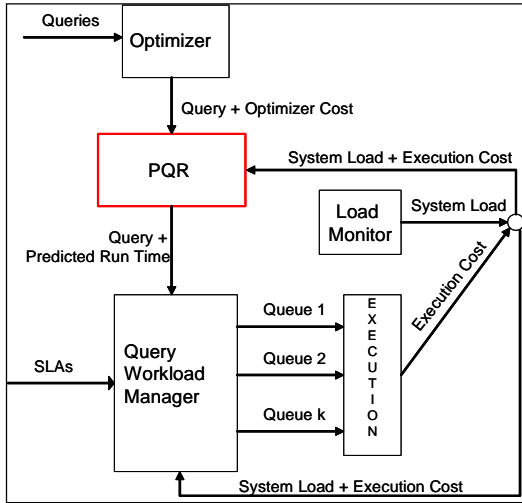 Queries
Optimizer
Query + Optimizer Cost
System Load + Execution Cost
PQR
System Load
Load
Monitor
Query +
Predicted Run Time
Execution Cost
Queue 1
Queue 2
Queue k
EXECUTION
Query
Workload
Manager
SLAs
System Load + Execution Cost